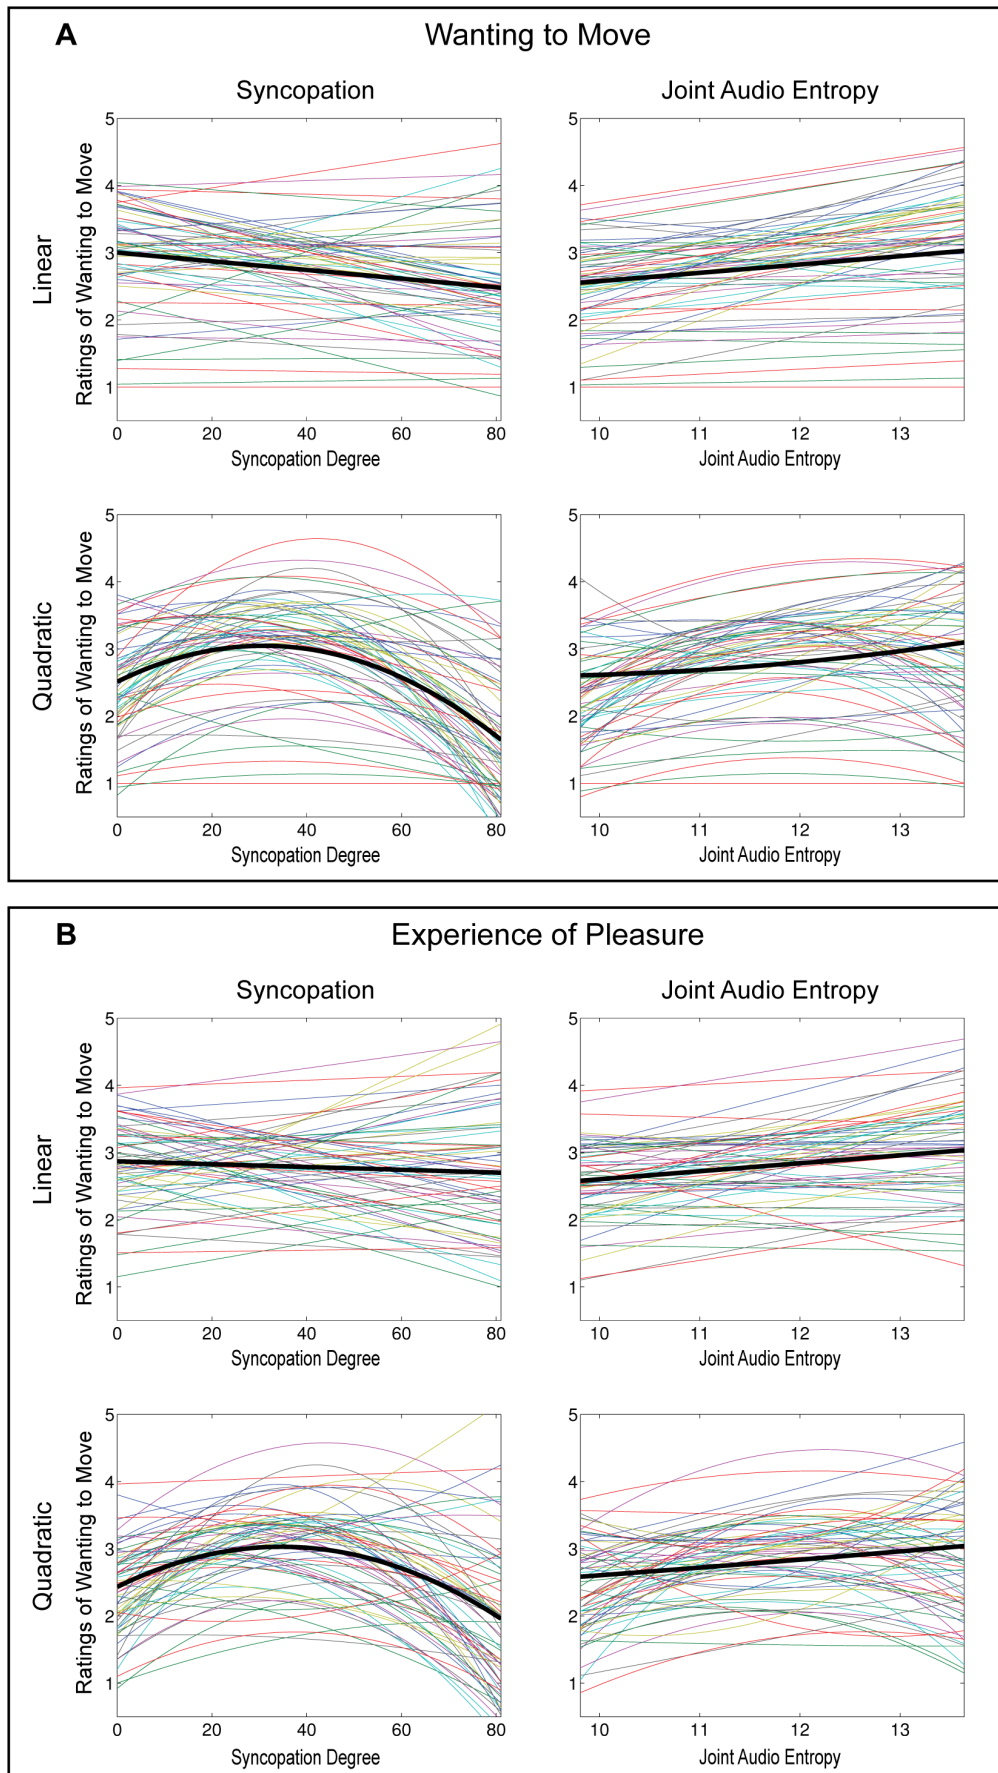 A Wanting to Move
Syncopation Joint Audio Entropy
Linear
Ratings of Wanting to Move
5
4
3
2
1
0 20 40 60 80
Syncopation Degree
5
4
3
2
1
10 11 12 13
Joint Audio Entropy
Quadratic
Ratings of Wanting to Move
5
4
3
2
1
0 20 40 60 80
Syncopation Degree
5
4
3
2
1
10 11 12 13
Joint Audio Entropy
B Experience of Pleasure
Syncopation Joint Audio Entropy
Linear
Ratings of Wanting to Move
5
4
3
2
1
0 20 40 60 80
Syncopation Degree
5
4
3
2
1
10 11 12 13
Joint Audio Entropy
Quadratic
Ratings of Wanting to Move
5
4
3
2
1
0 20 40 60 80
Syncopation Degree
5
4
3
2
1
10 11 12 13
Joint Audio Entropy